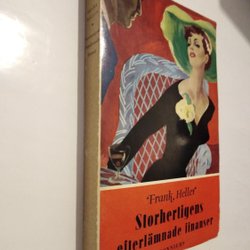 Frank Heller
Storhertigens
efterlämnade finanser